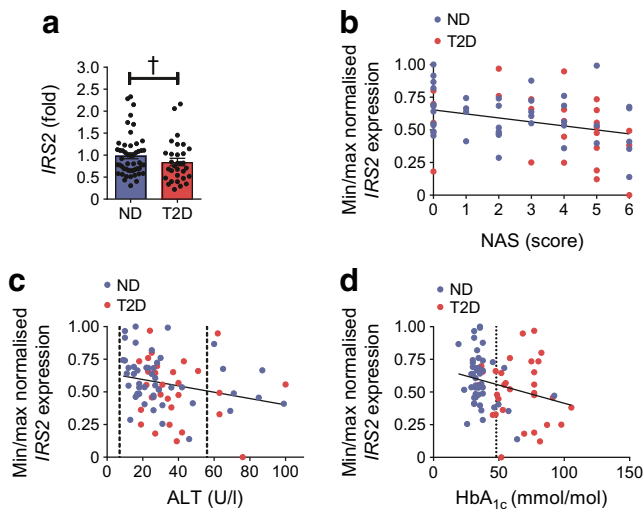 a
†
IRS2 (fold)
3.0
2.5
2.0
1.5
1.0
0.5
0
ND
T2D
b
ND
T2D
Min/max normalised
IRS2 expression
1.00
0.75
0.50
0.25
0
0
1
2
3
4
5
6
NAS (score)
c
ND
T2D
Min/max normalised
IRS2 expression
1.00
0.75
0.50
0.25
0
20
40
60
80
100
ALT (U/l)
d
ND
T2D
Min/max normalised
IRS2 expression
1.00
0.75
0.50
0.25
0
0
50
100
150
HbA1c (mmol/mol)